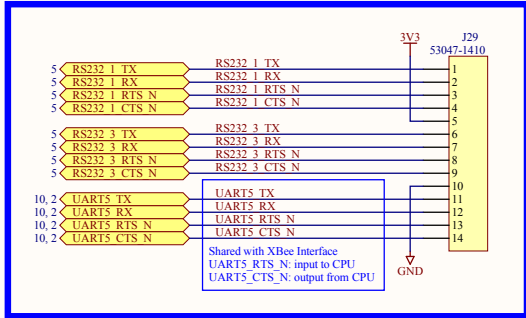 3V3 J29
53047-1410
5 RS232_1_TX RS232_1_TX 1
5 RS232_1_RX RS232_1_RX 2
5 RS232_1_RTS_N RS232_1_RTS_N 3
5 RS232_1_CTS_N RS232_1_CTS_N 4
5
5 RS232_3_TX RS232_3_TX 6
5 RS232_3_RX RS232_3_RX 7
5 RS232_3_RTS_N RS232_3_RTS_N 8
5 RS232_3_CTS_N RS232_3_CTS_N 9
10
10, 2 UART5_TX UART5_TX 11
10, 2 UART5_RX UART5_RX 12
10, 2 UART5_RTS_N UART5_RTS_N 13
10, 2 UART5_CTS_N UART5_CTS_N 14
Shared with XBee Interface
UART5_RTS_N: input to CPU
UART5_CTS_N: output from CPU
GND